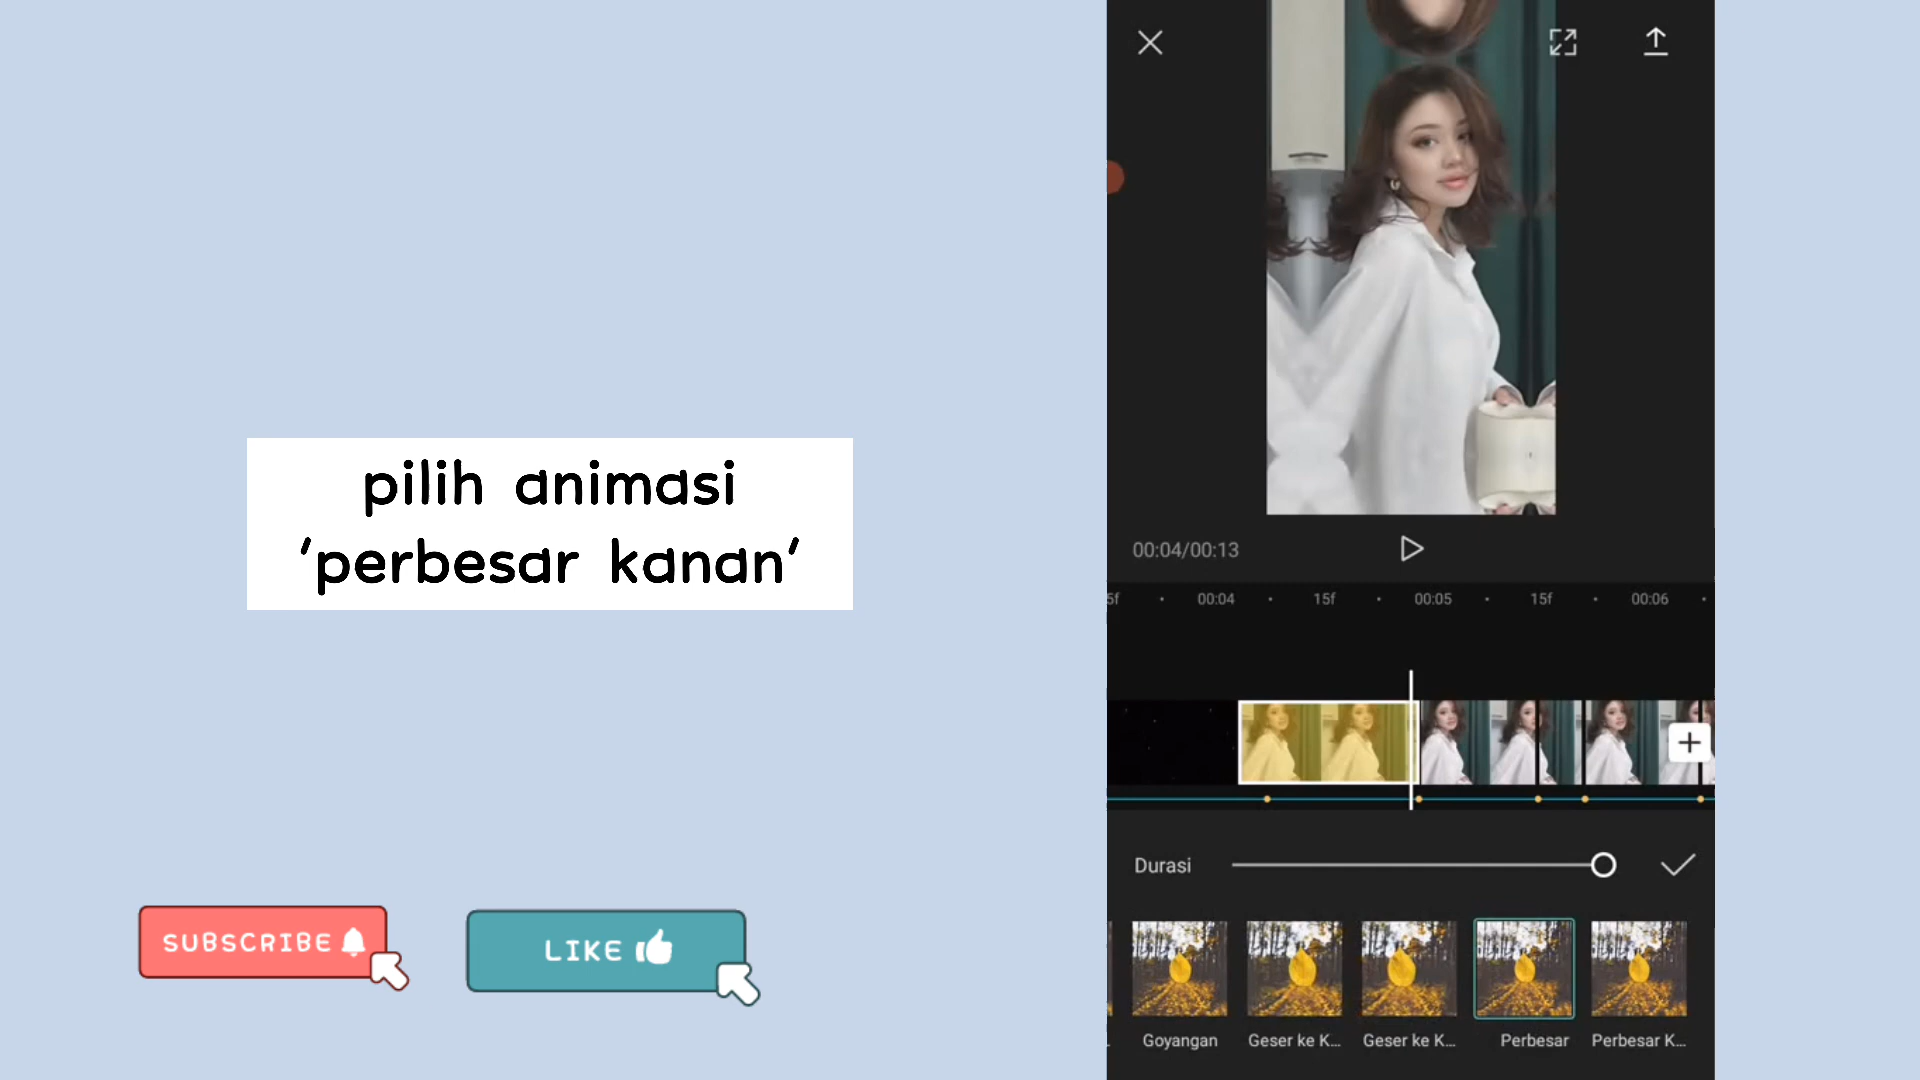 pilih animasi
'perbesar kanan'
SUBSCRIBE
LIKE
00:04/00:13
5f 00:04 15f 00:05 15f 00:06
Durasi
Goyangan Geser ke K... Geser ke K... Perbesar Perbesar K...